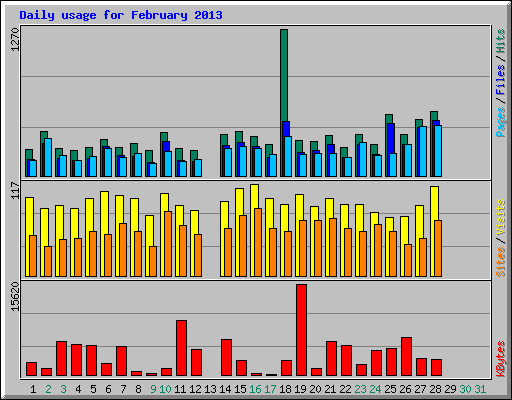 Daily usage for February 2013
1270
Pages / Files / Hits
117
Sites / Visits
15620
KBytes
1 2 3 4 5 6 7 8 9 10 11 12 13 14 15 16 17 18 19 20 21 22 23 24 25 26 27 28 29 30 31